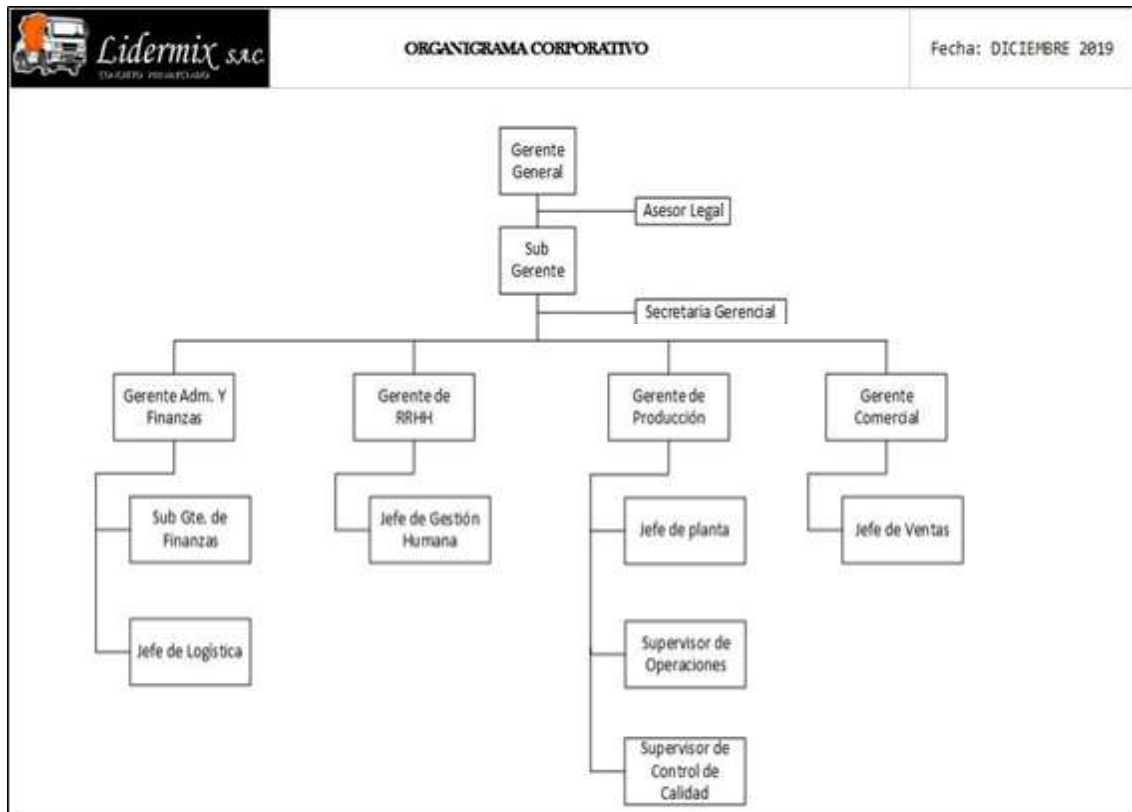 Lidermix S.A.C.
ORGANIGRAMA CORPORATIVO
Fecha: DICIEMBRE 2019
Gerente
General
Asesor Legal
Sub
Gerente
Secretaria Gerencial
Gerente Adm. Y
Finanzas
Gerente de
RRHH
Gerente de
Producción
Gerente
Comercial
Sub Gte. de
Finanzas
Jefe de Gestión
Humana
Jefe de planta
Jefe de Ventas
Jefe de Logística
Supervisor de
Operaciones
Supervisor de
Control de
Calidad